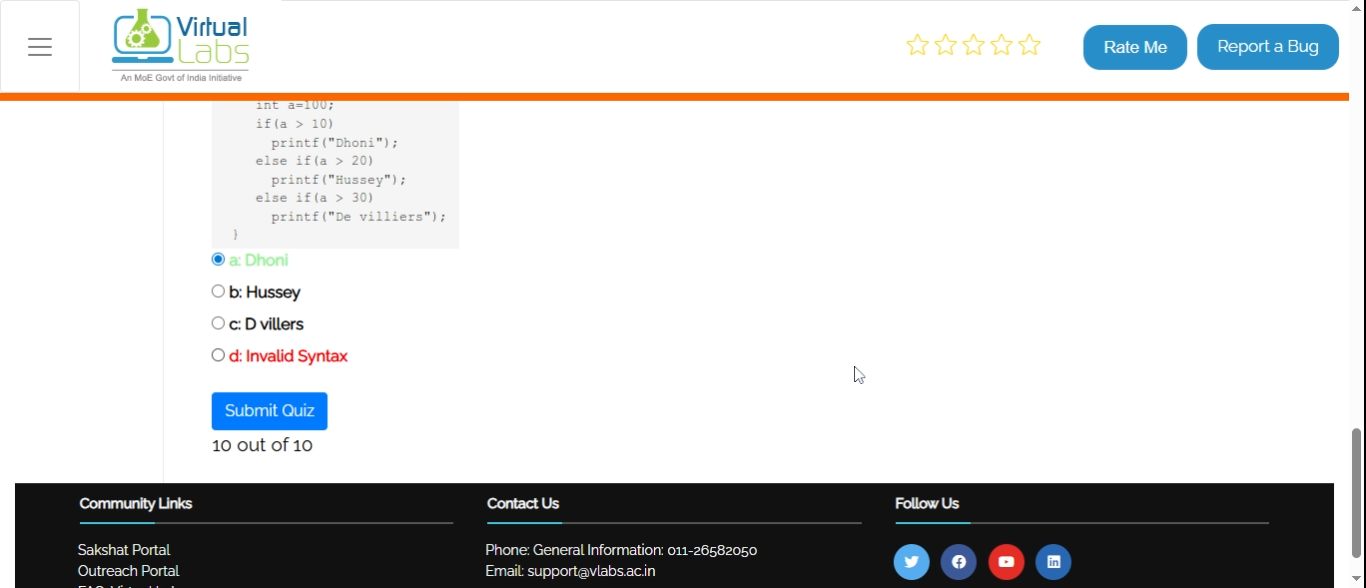 Virtual
Labs
An MoE Govt of India Initiative
Rate Me
Report a Bug
int a=100;
if(a > 10)
printf("Dhoni");
else if(a > 20)
printf("Hussey");
else if(a > 30)
printf("De villiers");
}
a: Dhoni
b: Hussey
c: D villers
d: Invalid Syntax
Submit Quiz
10 out of 10
Community Links
Contact Us
Follow Us
Sakshat Portal
Phone: General Information: 011-26582050
Outreach Portal
Email: support@vlabs.ac.in